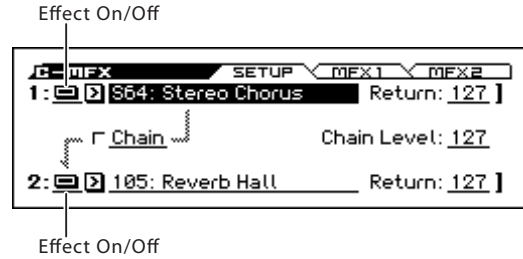 Effect On/Off
C-MFX SETUP MFX1 MFX2
1: S64: Stereo Chorus Return: 127
Chain Chain Level: 127
2: 105: Reverb Hall Return: 127
Effect On/Off